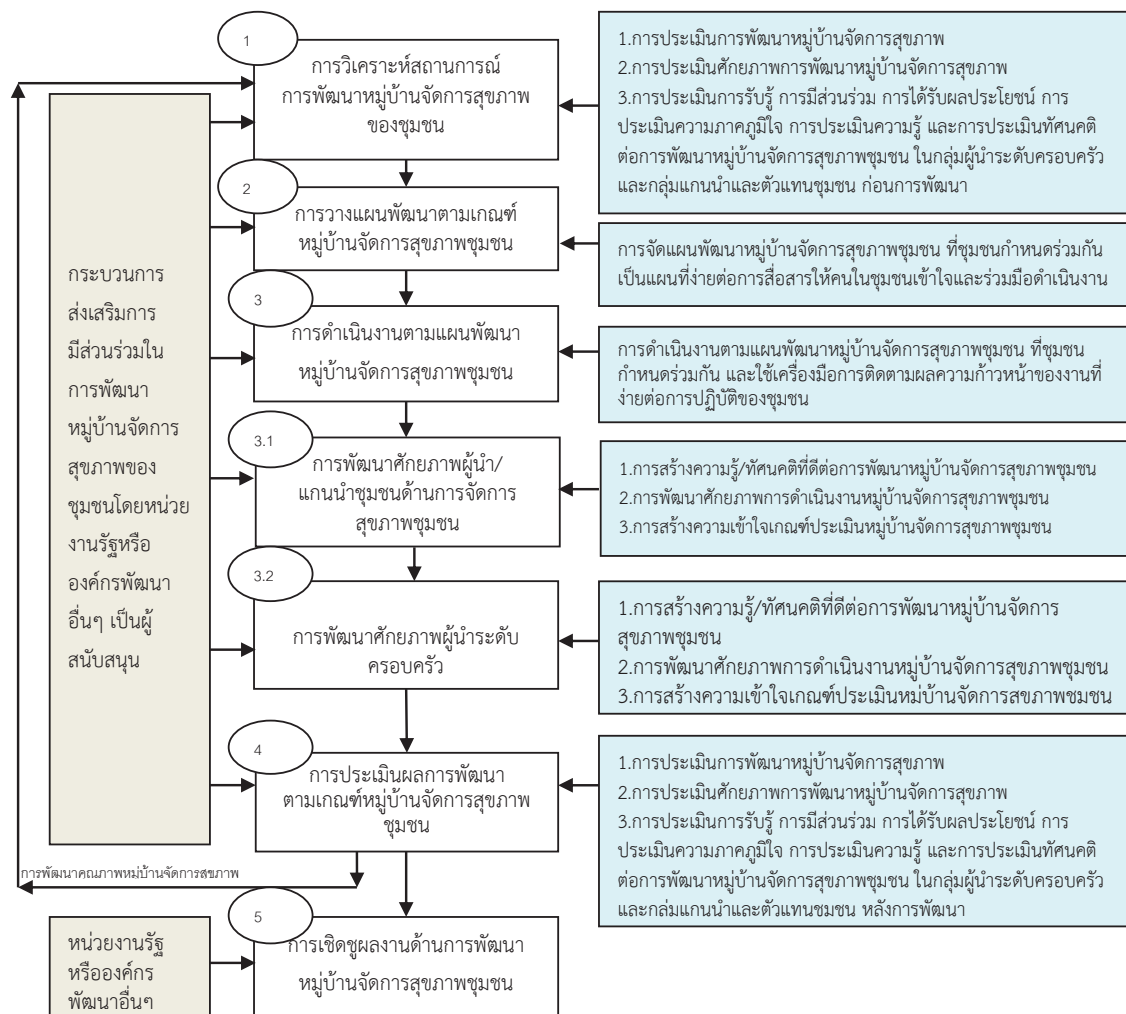 1
การวิเคราะห์สถานการณ์
การพัฒนาหมู่บ้านจัดการสุขภาพ
ของชุมชน
1.การประเมินการพัฒนาหมู่บ้านจัดการสุขภาพ
2.การประเมินศักยภาพการพัฒนาหมู่บ้านจัดการสุขภาพ
3.การประเมินการรับรู้ การมีส่วนร่วม การได้รับผลประโยชน์ การ
ประเมินความภาคภูมิใจ การประเมินความรู้ และการประเมินทัศนคติ
ต่อการพัฒนาหมู่บ้านจัดการสุขภาพชุมชน ในกลุ่มผู้นำระดับครอบครัว
และกลุ่มแกนนำและตัวแทนชุมชน ก่อนการพัฒนา
2
การวางแผนพัฒนาตามเกณฑ์
หมู่บ้านจัดการสุขภาพชุมชน
การจัดแผนพัฒนาหมู่บ้านจัดการสุขภาพชุมชน ที่ชุมชนกำหนดร่วมกัน
เป็นแผนที่ง่ายต่อการสื่อสารให้คนในชุมชนเข้าใจและร่วมมือดำเนินงาน
กระบวนการ
ส่งเสริมการ
มีส่วนร่วมใน
การพัฒนา
หมู่บ้านจัดการ
สุขภาพของ
ชุมชนโดยหน่วย
งานรัฐหรือ
องค์กรพัฒนา
อื่นๆ เป็นผู้
สนับสนุน
3
การดำเนินงานตามแผนพัฒนา
หมู่บ้านจัดการสุขภาพชุมชน
การดำเนินงานตามแผนพัฒนาหมู่บ้านจัดการสุขภาพชุมชน ที่ชุมชน
กำหนดร่วมกัน และใช้เครื่องมือการติดตามผลความก้าวหน้าของงานที่
ง่ายต่อการปฏิบัติของชุมชน
3.1
การพัฒนาศักยภาพผู้นำ/
แกนนำชุมชนด้านการจัดการ
สุขภาพชุมชน
1.การสร้างความรู้/ทัศนคติที่ดีต่อการพัฒนาหมู่บ้านจัดการสุขภาพชุมชน
2.การพัฒนาศักยภาพการดำเนินงานหมู่บ้านจัดการสุขภาพชุมชน
3.การสร้างความเข้าใจเกณฑ์ประเมินหมู่บ้านจัดการสุขภาพชุมชน
3.2
การพัฒนาศักยภาพผู้นำระดับ
ครอบครัว
1.การสร้างความรู้/ทัศนคติที่ดีต่อการพัฒนาหมู่บ้านจัดการ
สุขภาพชุมชน
2.การพัฒนาศักยภาพการดำเนินงานหมู่บ้านจัดการสุขภาพชุมชน
3.การสร้างความเข้าใจเกณฑ์ประเมินหมู่บ้านจัดการสุขภาพชุมชน
4
การประเมินผลการพัฒนา
ตามเกณฑ์หมู่บ้านจัดการสุขภาพ
ชุมชน
1.การประเมินการพัฒนาหมู่บ้านจัดการสุขภาพ
2.การประเมินศักยภาพการพัฒนาหมู่บ้านจัดการสุขภาพ
3.การประเมินการรับรู้ การมีส่วนร่วม การได้รับผลประโยชน์ การ
ประเมินความภาคภูมิใจ การประเมินความรู้ และการประเมินทัศนคติ
ต่อการพัฒนาหมู่บ้านจัดการสุขภาพชุมชน ในกลุ่มผู้นำระดับครอบครัว
และกลุ่มแกนนำและตัวแทนชุมชน หลังการพัฒนา
การพัฒนาคุณภาพหมู่บ้านจัดการสุขภาพ
5
การเชิดชูผลงานด้านการพัฒนา
หมู่บ้านจัดการสุขภาพชุมชน
หน่วยงานรัฐ
หรือองค์กร
พัฒนาอื่นๆ